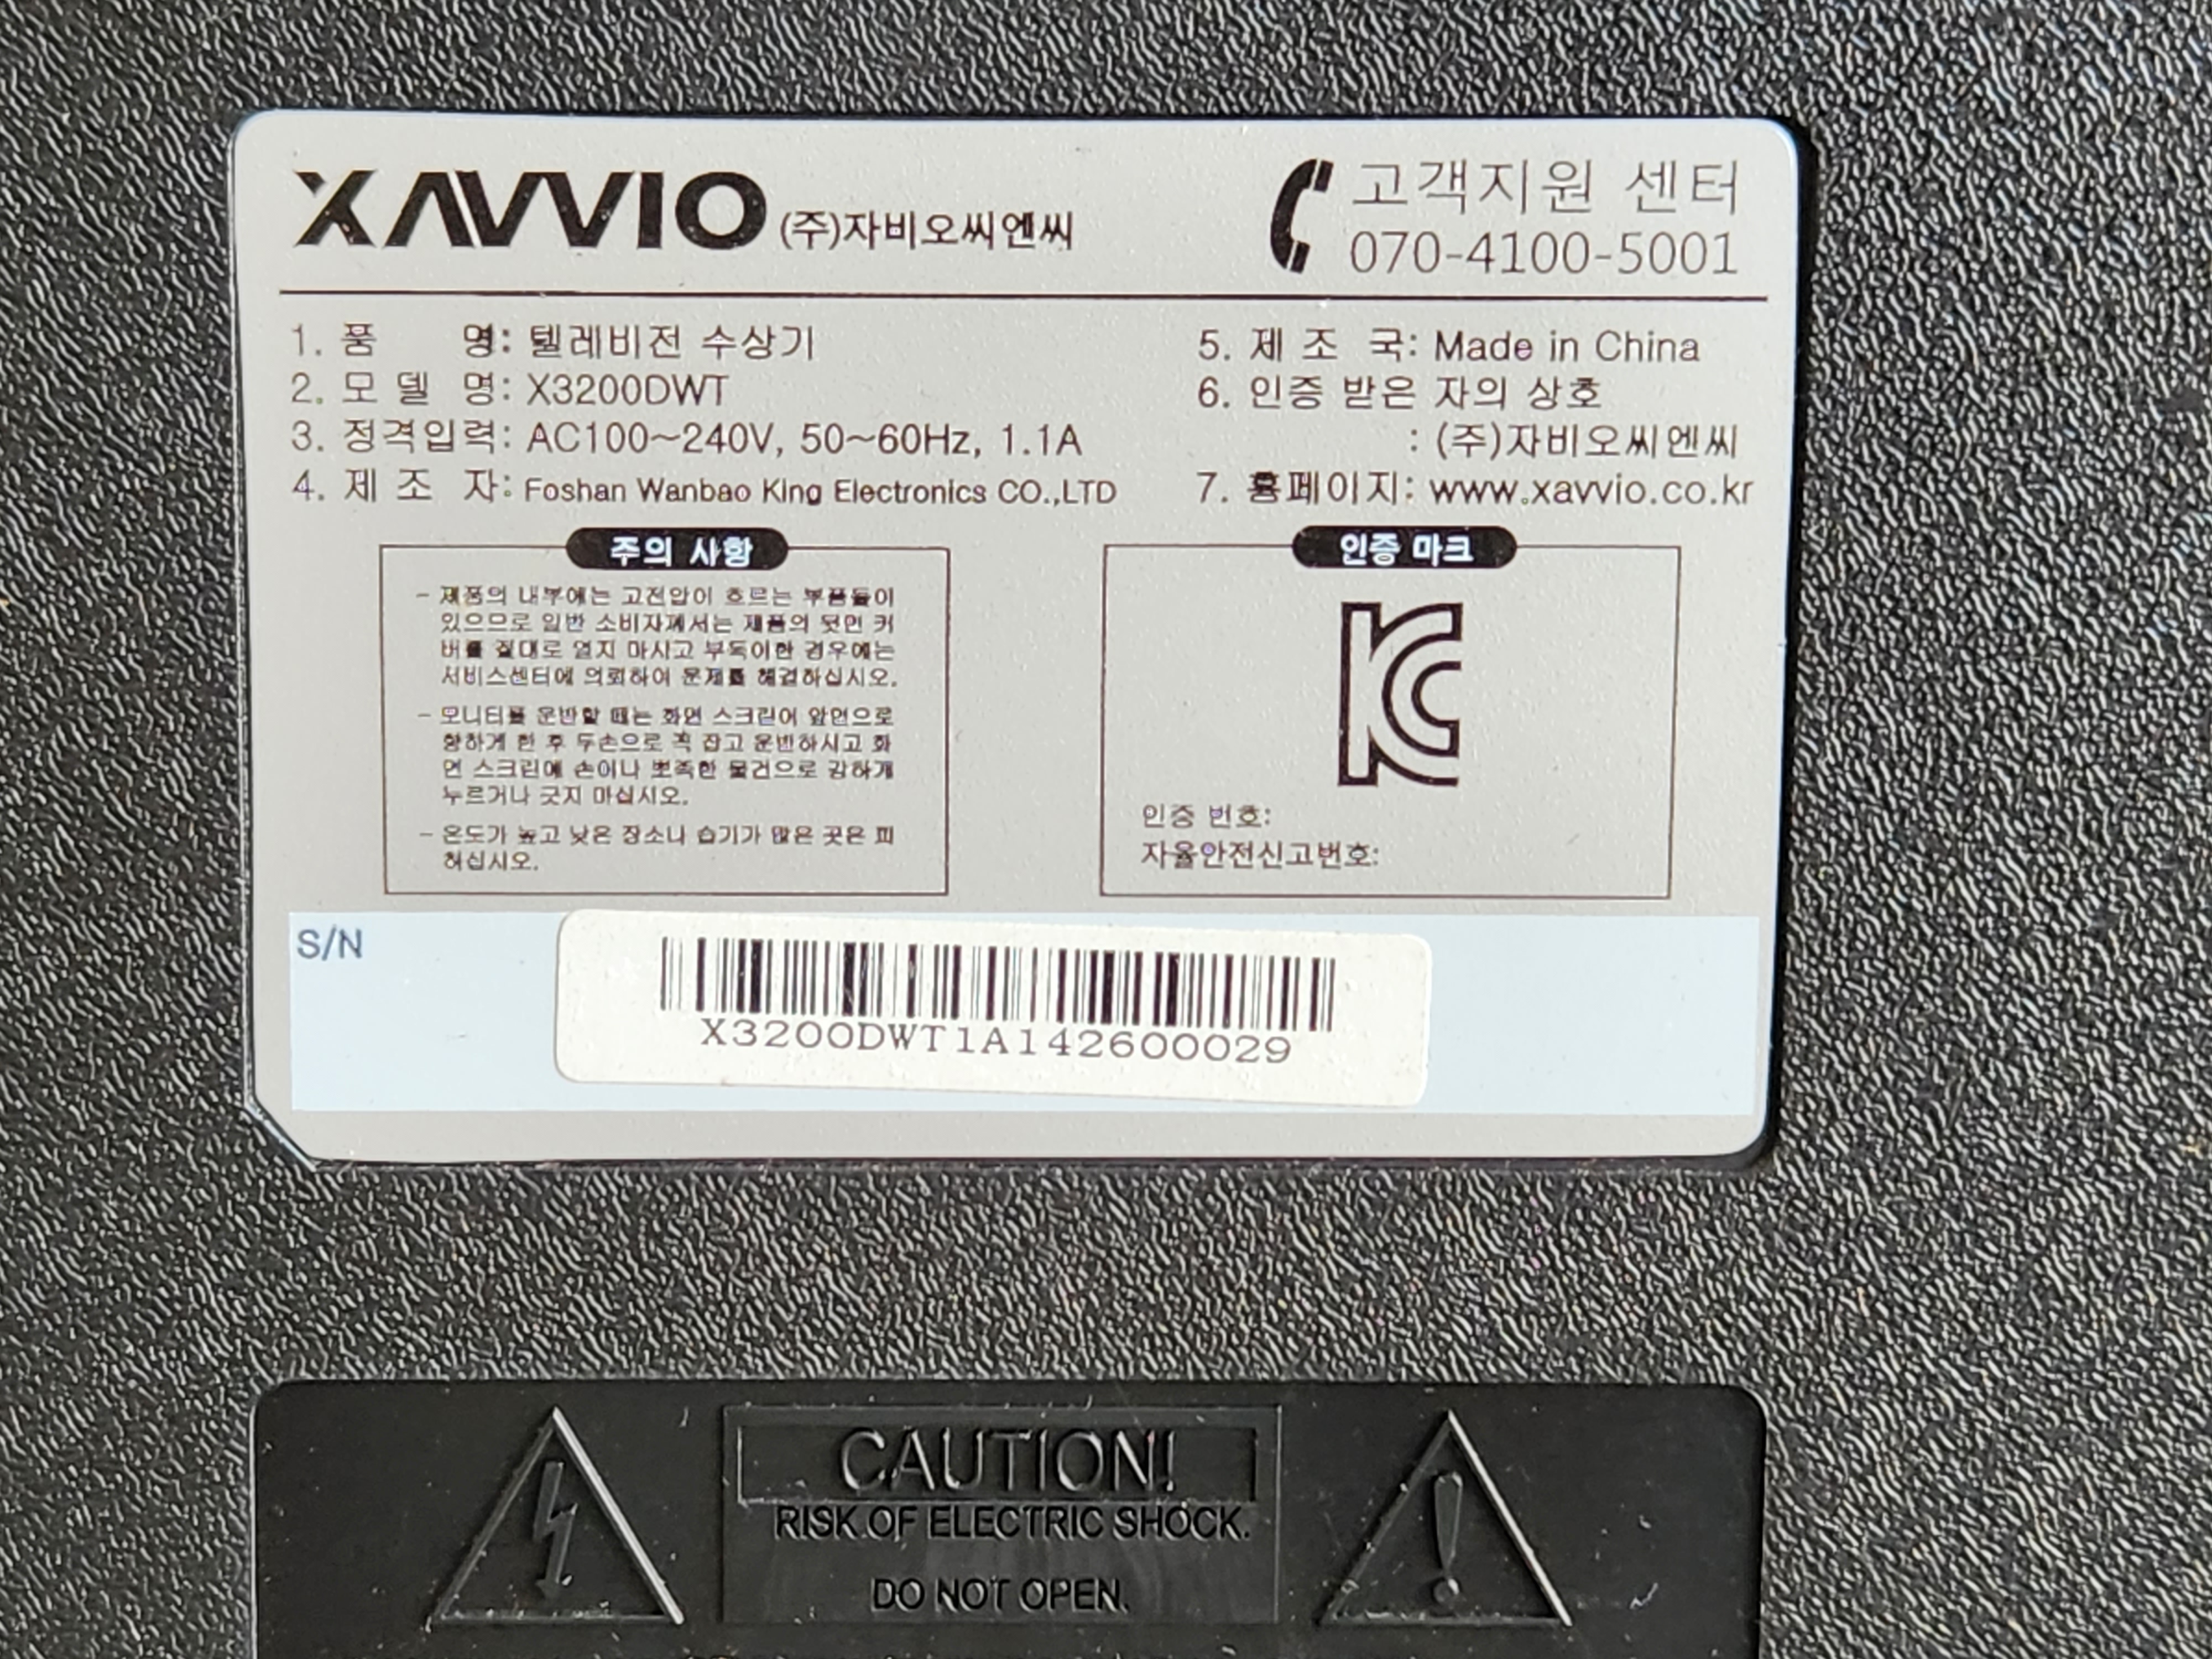 XAVVIO (주)자비오씨엔씨
고객지원 센터
070-4100-5001
1. 품 명: 텔레비전 수상기
2. 모 델 명: X3200DWT
3. 정격입력: AC100~240V, 50~60Hz, 1.1A
4. 제 조 자: Foshan Wanbao King Electronics CO.,LTD
5. 제 조 국: Made in China
6. 인증 받은 자의 상호
: (주)자비오씨엔씨
7. 홈페이지: www.xavvio.co.kr
주의 사항
- 제품의 내부에는 고전압이 흐르는 부품들이
있으므로 일반 소비자께서는 제품의 뒷면 커
버를 절대로 열지 마시고 부득이한 경우에는
서비스센터에 의뢰하여 문제를 해결하십시오.
- 모니터를 운반할 때는 화면 스크린이 앞면으로
향하게 한 후 두손으로 꼭 잡고 운반하시고 화
면 스크린에 손이나 뾰족한 물건으로 강하게
누르거나 긋지 마십시오.
- 온도가 높고 낮은 장소나 습기가 많은 곳은 피
하십시오.
인증 마크
KC
인증 번호:
자율안전신고번호:
S/N
X3200DWT1A142600029
CAUTION!
RISK OF ELECTRIC SHOCK.
DO NOT OPEN.